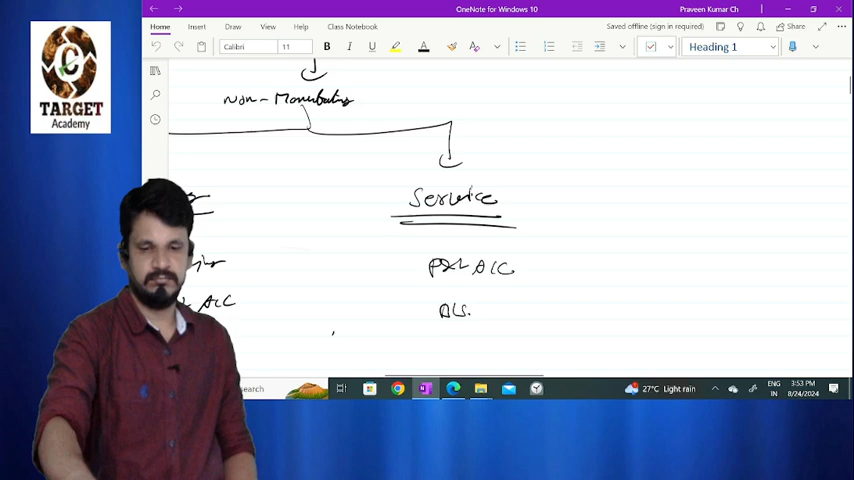 OneNote for Windows 10
Praveen Kumar Ch
Home Insert Draw View Help Class Notebook
Saved offline (sign in required) Share
Calibri 11 B I U A Heading 1
C
TARGET
Academy
Service
P&L A/C
B/S.
A/C
earch
27°C Light rain
ENG
IN
3:53 PM
8/24/2024